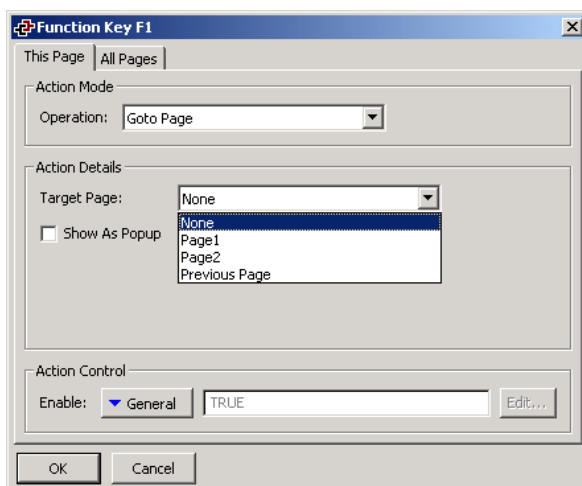 Function Key F1
This Page All Pages
Action Mode
Operation: Goto Page
Action Details
Target Page: None
Show As Popup
None
Page1
Page2
Previous Page
Action Control
Enable: General TRUE Edit...
OK Cancel